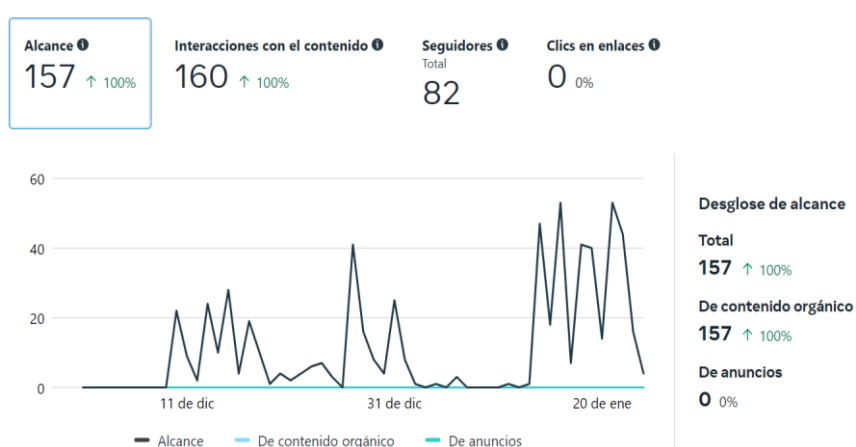 Alcance
157 ↑ 100%
Interacciones con el contenido
160 ↑ 100%
Seguidores
Total
82
Clics en enlaces
0 0%
60
40
20
0
11 de dic
31 de dic
20 de ene
Alcance
De contenido orgánico
De anuncios
Desglose de alcance
Total
157 ↑ 100%
De contenido orgánico
157 ↑ 100%
De anuncios
0 0%